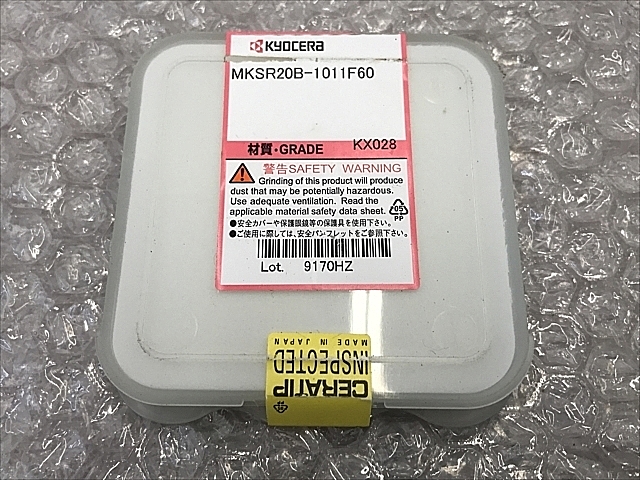 KYOCERA
MKSR20B-1011F60
材質・GRADE KX028
警告SAFETY WARNING
Grinding of this product will produce
dust that may be potentially hazardous.
Use adequate ventilation. Read the
applicable material safety data sheet.
05
PP
●安全カバーや保護眼鏡等の保護具を使用下さい。
●ご使用に際しては、安全パンフレットをご参照下さい。
Lot. 9170HZ
CERATIP
INSPECTED
MADE IN JAPAN